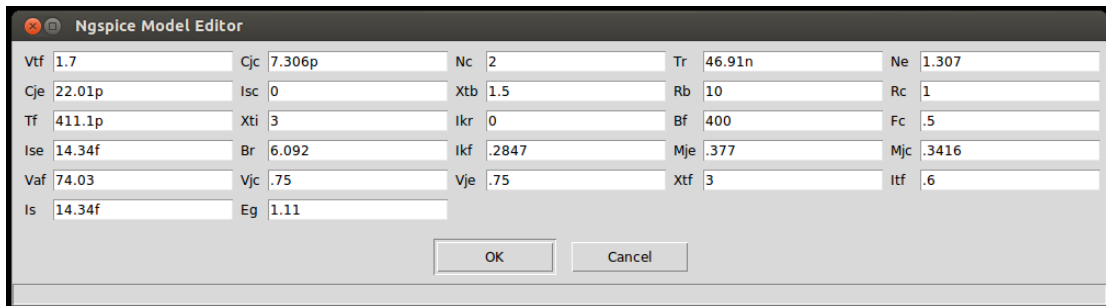 Ngspice Model Editor
Vtf 1.7 Cjc 7.306p Nc 2 Tr 46.91n Ne 1.307
Cje 22.01p Isc 0 Xtb 1.5 Rb 10 Rc 1
Tf 411.1p Xti 3 Ikr 0 Bf 400 Fc .5
Ise 14.34f Br 6.092 Ikf .2847 Mje .377 Mjc .3416
Vaf 74.03 Vjc .75 Vje .75 Xtf 3 Itf .6
Is 14.34f Eg 1.11
OK Cancel